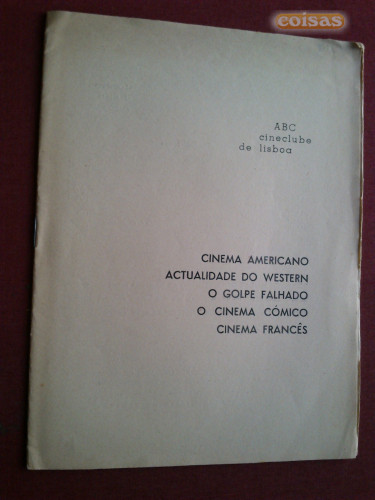 coisas
ABC
cineclube
de lisboa
CINEMA AMERICANO
ACTUALIDADE DO WESTERN
O GOLPE FALHADO
O CINEMA CÓMICO
CINEMA FRANCÊS